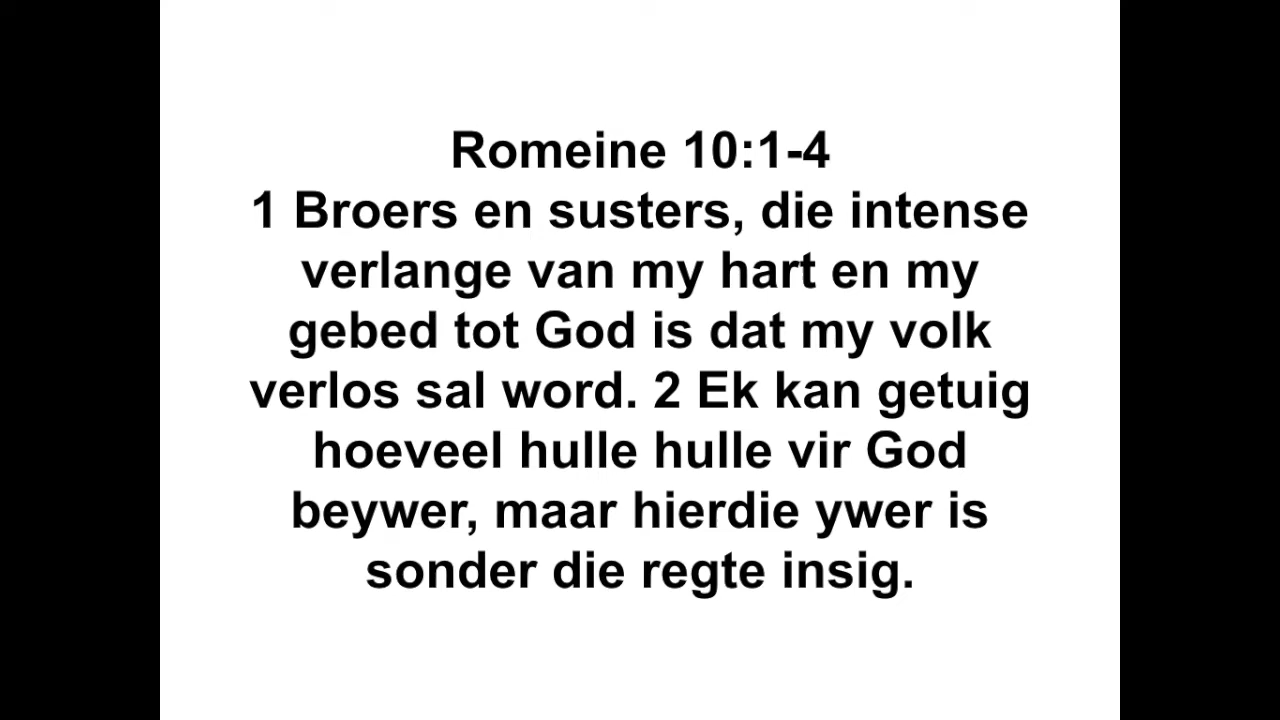 Romeine 10:1-4
1 Broers en susters, die intense
verlange van my hart en my
gebed tot God is dat my volk
verlos sal word. 2 Ek kan getuig
hoeveel hulle hulle vir God
beywer, maar hierdie ywer is
sonder die regte insig.